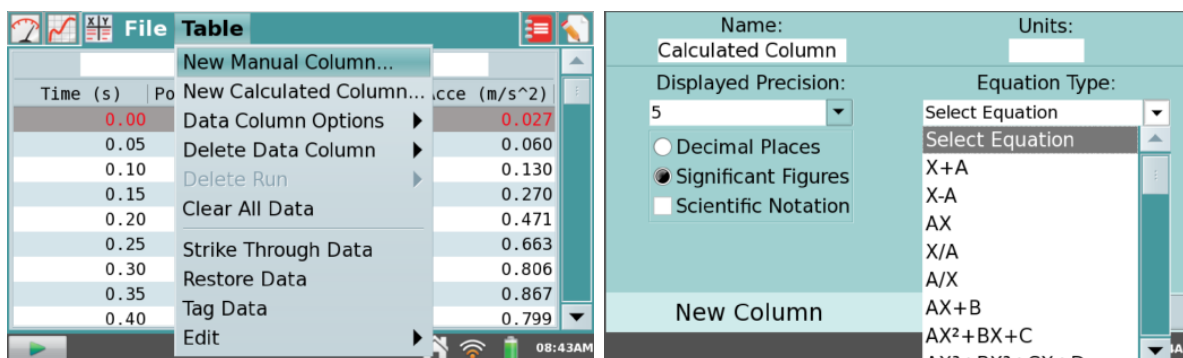 File Table
New Manual Column...
Time (s) Po New Calculated Column... Acce (m/s^2)
0.00 Data Column Options 0.027
0.05 Delete Data Column 0.060
0.10 Delete Run 0.130
0.15 Clear All Data 0.270
0.20 0.471
0.25 Strike Through Data 0.663
0.30 Restore Data 0.806
0.35 Tag Data 0.867
0.40 Edit 0.799
08:43AM
Name: Units:
Calculated Column
Displayed Precision: Equation Type:
5 Select Equation
Select Equation
Decimal Places X+A
Significant Figures X-A
Scientific Notation AX
X/A
A/X
New Column AX+B
AX²+BX+C